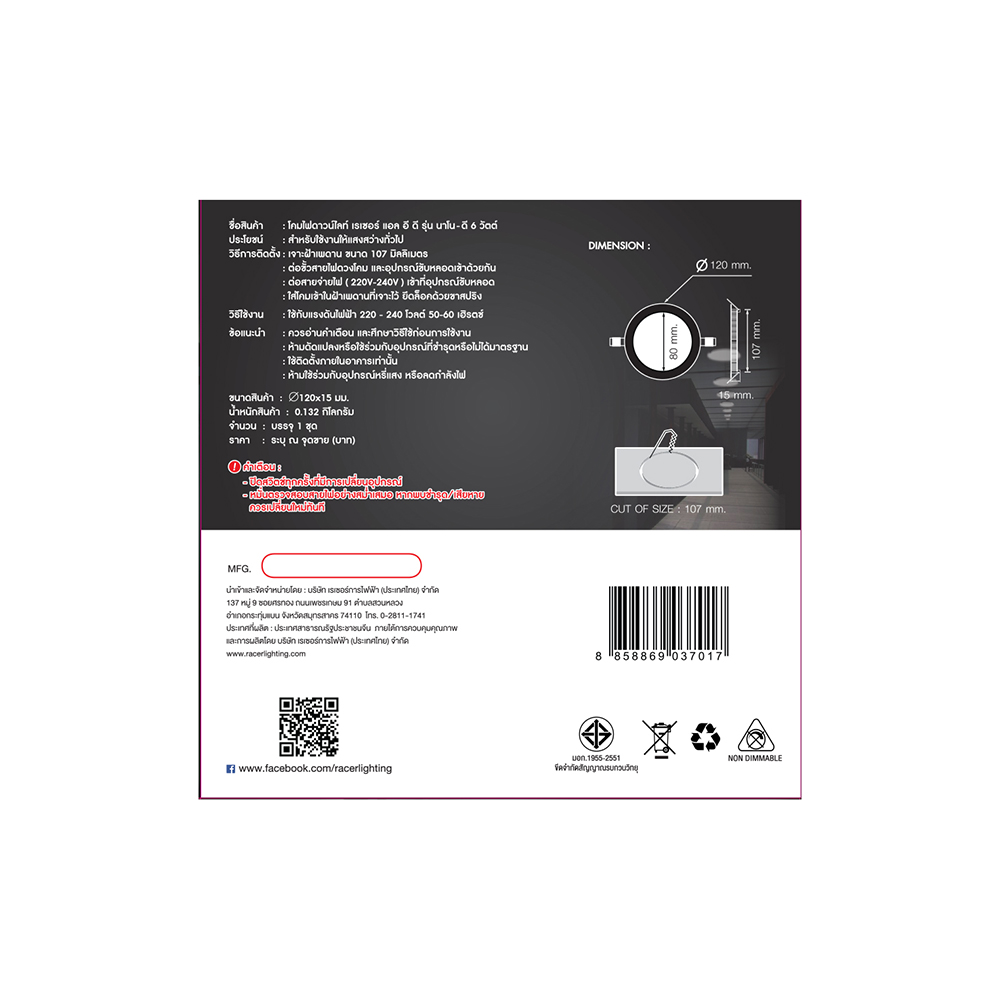 ชื่อสินค้า : โคมไฟดาวน์ไลท์ เรเซอร์ แอล อี ดี รุ่น นาโน-ดี 6 วัตต์
ประโยชน์ : สำหรับใช้งานให้แสงสว่างทั่วไป
วิธีการติดตั้ง : เจาะฝ้าเพดาน ขนาด 107 มิลลิเมตร
: ต่อขั้วสายไฟดวงโคม และอุปกรณ์ขับหลอดเข้าด้วยกัน
: ต่อสายจ่ายไฟ ( 220V-240V ) เข้าที่อุปกรณ์ขับหลอด
: ใส่โคมเข้าในฝ้าเพดานที่เจาะไว้ ยึดล็อคด้วยขาสปริง
วิธีใช้งาน : ใช้กับแรงดันไฟฟ้า 220 - 240 โวลต์ 50-60 เฮิรตซ์
ข้อแนะนำ : ควรอ่านคำเตือน และศึกษาวิธีใช้ก่อนการใช้งาน
: ห้ามดัดแปลงหรือใช้ร่วมกับอุปกรณ์ที่ชำรุดหรือไม่ได้มาตรฐาน
: ใช้ติดตั้งภายในอาคารเท่านั้น
: ห้ามใช้ร่วมกับอุปกรณ์หรี่แสง หรือลดกำลังไฟ
ขนาดสินค้า : Ø120x15 มม.
น้ำหนักสินค้า : 0.132 กิโลกรัม
จำนวน : บรรจุ 1 ชุด
ราคา : ระบุ ณ จุดขาย (บาท)
! คำเตือน :
- ปิดสวิตช์ทุกครั้งที่มีการเปลี่ยนอุปกรณ์
- หมั่นตรวจสอบสายไฟอย่างสม่ำเสมอ หากพบชำรุด/เสียหาย
ควรเปลี่ยนใหม่ทันที
DIMENSION :
Ø 120 mm.
80 mm.
107 mm.
15 mm.
CUT OF SIZE : 107 mm.
MFG.
นำเข้าและจัดจำหน่ายโดย : บริษัท เรเซอร์การไฟฟ้า (ประเทศไทย) จำกัด
137 หมู่ 9 ซอยศรทอง ถนนเพชรเกษม 91 ตำบลสวนหลวง
อำเภอกระทุ่มแบน จังหวัดสมุทรสาคร 74110 โทร. 0-2811-1741
ประเทศที่ผลิต : ประเทศสาธารณรัฐประชาชนจีน ภายใต้การควบคุมคุณภาพ
และการผลิตโดย บริษัท เรเซอร์การไฟฟ้า (ประเทศไทย) จำกัด
www.racerlighting.com
8 858869 037017
www.facebook.com/racerlighting
มอก.1955-2551
ขีดจำกัดสัญญาณรบกวนวิทยุ
NON DIMMABLE